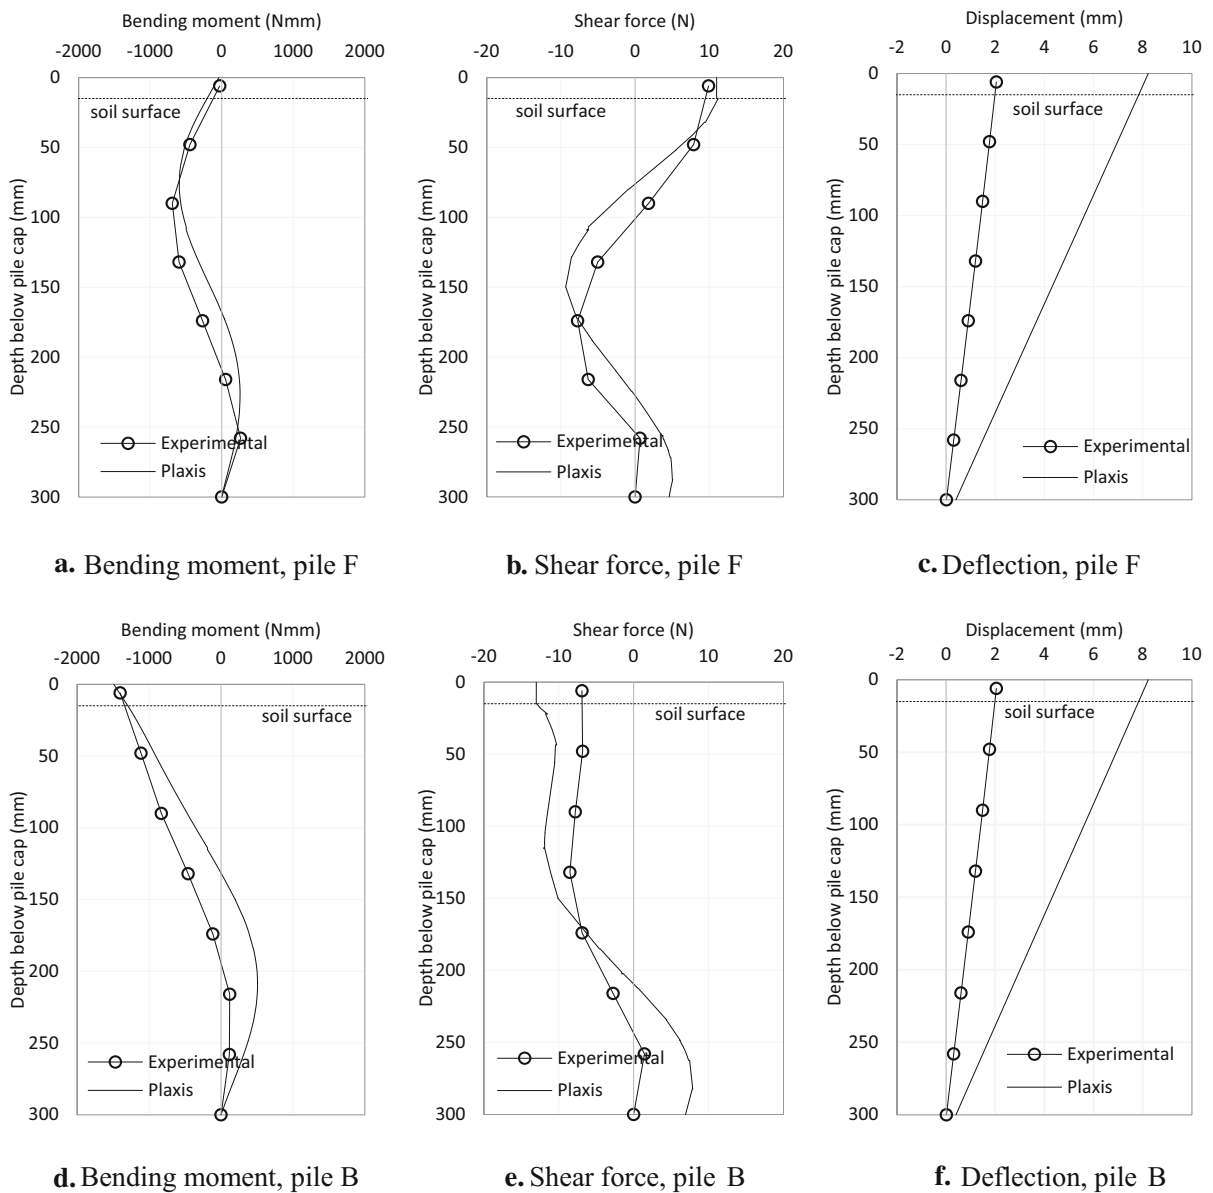 Bending moment (Nmm)
-2000 -1000 0 1000 2000
0
50
100
150
200
250
300
Depth below pile cap (mm)
soil surface
Experimental
Plaxis
a. Bending moment, pile F
Shear force (N)
-20 -10 0 10 20
0
50
100
150
200
250
300
Depth below pile cap (mm)
soil surface
Experimental
Plaxis
b. Shear force, pile F
Displacement (mm)
-2 0 2 4 6 8 10
0
50
100
150
200
250
300
Depth below pile cap (mm)
soil surface
Experimental
Plaxis
c. Deflection, pile F
Bending moment (Nmm)
-2000 -1000 0 1000 2000
0
50
100
150
200
250
300
Depth below pile cap (mm)
soil surface
Experimental
Plaxis
d. Bending moment, pile B
Shear force (N)
-20 -10 0 10 20
0
50
100
150
200
250
300
Depth below pile cap (mm)
soil surface
Experimental
Plaxis
e. Shear force, pile B
Displacement (mm)
-2 0 2 4 6 8 10
0
50
100
150
200
250
300
Depth below pile cap (mm)
soil surface
Experimental
Plaxis
f. Deflection, pile B